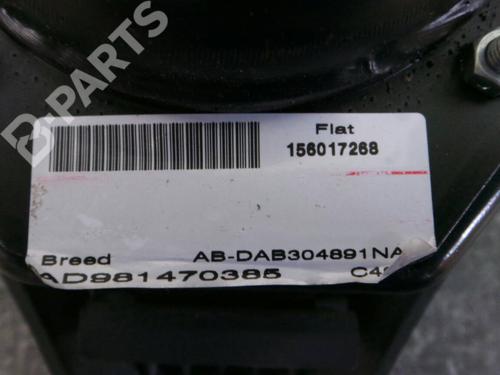 B-PARTS
Fiat
156017268
Breed AB-DAB304891NA
AD981470385